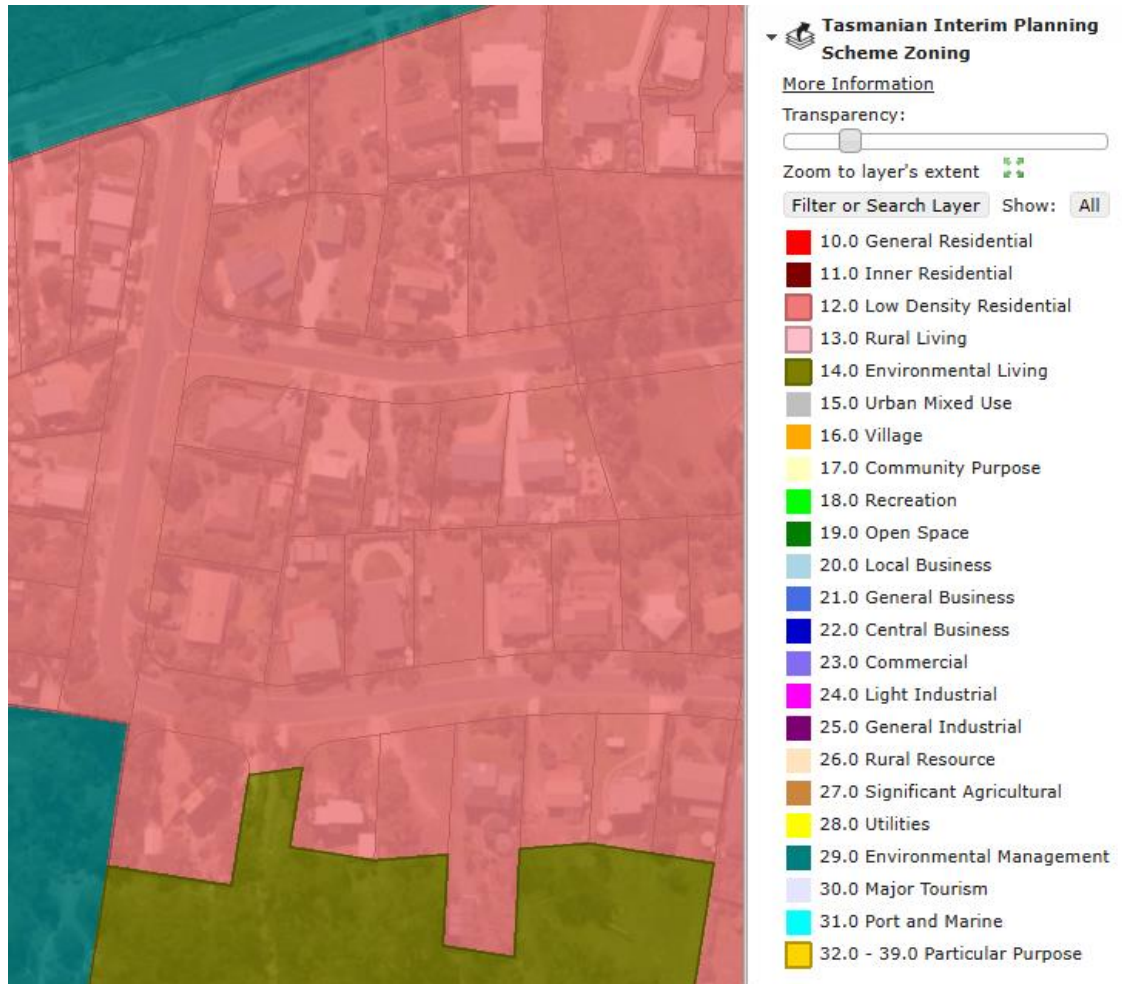 Tasmanian Interim Planning
Scheme Zoning
More Information
Transparency:
Zoom to layer's extent
Filter or Search Layer Show: All
10.0 General Residential
11.0 Inner Residential
12.0 Low Density Residential
13.0 Rural Living
14.0 Environmental Living
15.0 Urban Mixed Use
16.0 Village
17.0 Community Purpose
18.0 Recreation
19.0 Open Space
20.0 Local Business
21.0 General Business
22.0 Central Business
23.0 Commercial
24.0 Light Industrial
25.0 General Industrial
26.0 Rural Resource
27.0 Significant Agricultural
28.0 Utilities
29.0 Environmental Management
30.0 Major Tourism
31.0 Port and Marine
32.0 - 39.0 Particular Purpose